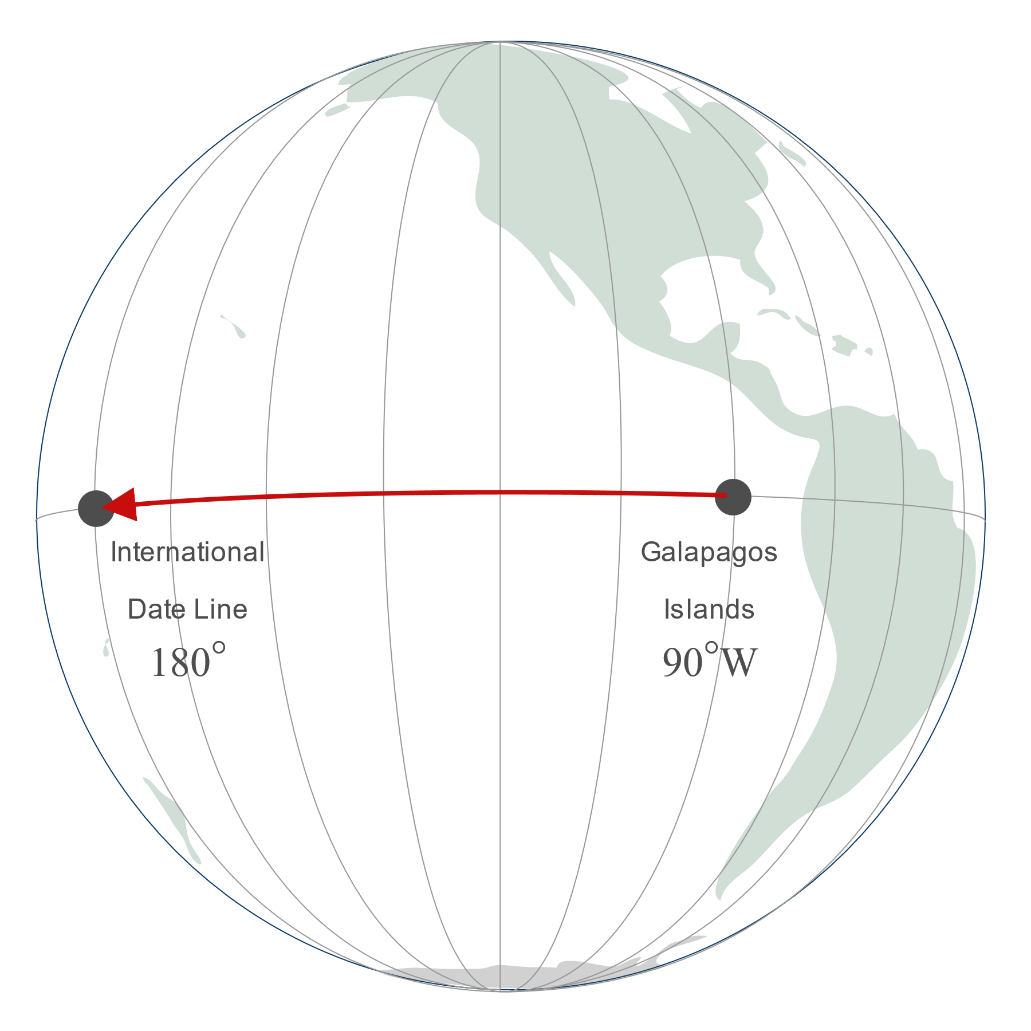 International
Date Line
180°
Galapagos
Islands
90°W